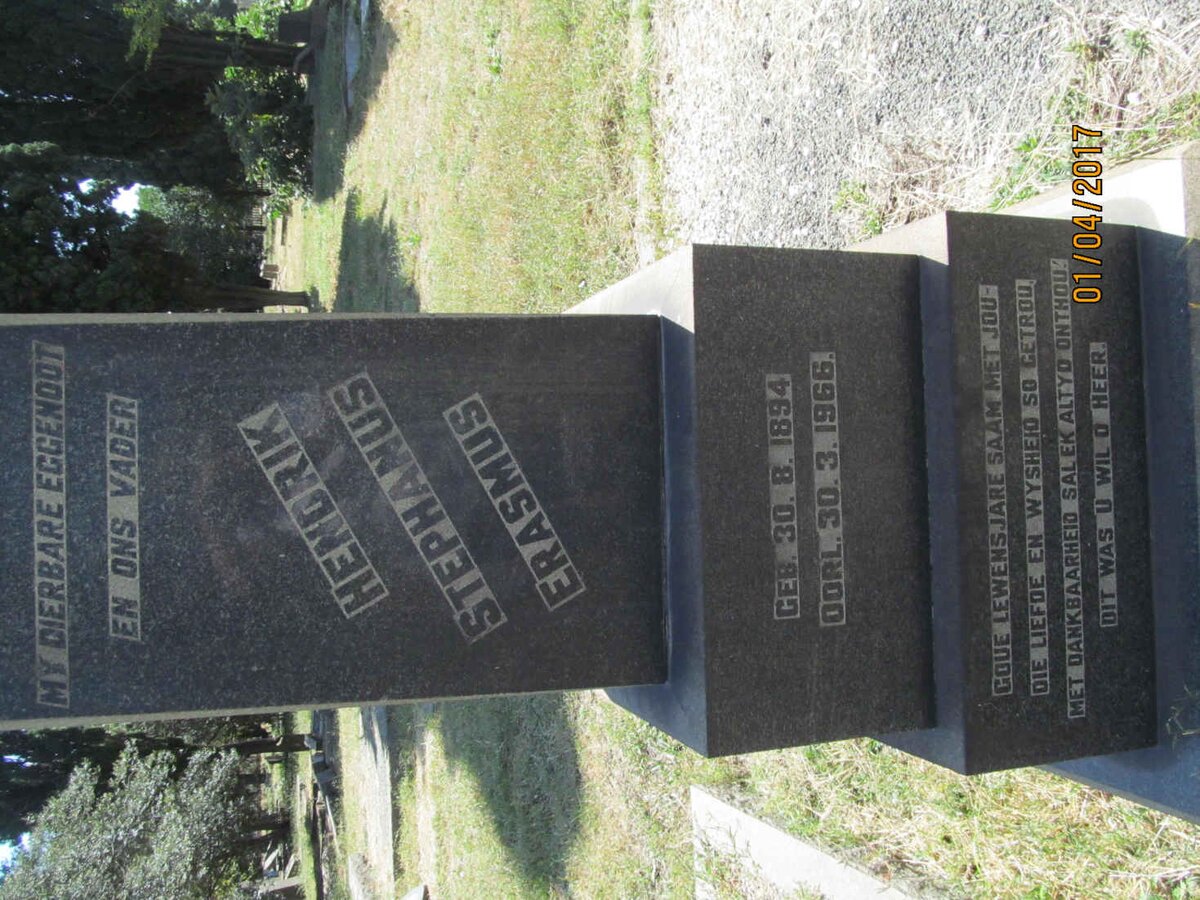 MY DIERBARE EGGENOOT
EN ONS VADER
HENDRIK
STEPHANUS
ERASMUS
GEB. 30. 8. 1894
OORL. 30. 3. 1966.
GOUE LEWENSJARE SAAM MET JOU-
DIE LIEFDE EN WYSHEID SO GETROU,
MET DANKBAARHEID SAL EK ALTYD ONTHOU!
DIT WAS U WIL O HEER.
01/04/2017